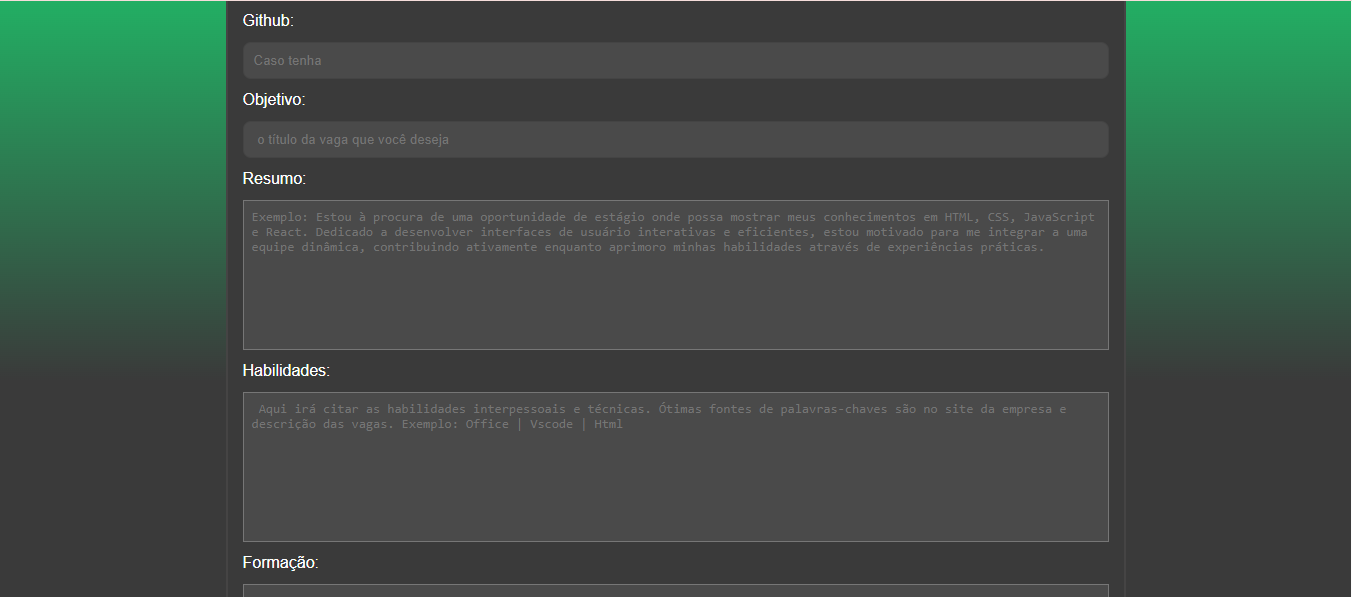 Github:
Caso tenha
Objetivo:
o título da vaga que você deseja
Resumo:
Exemplo: Estou à procura de uma oportunidade de estágio onde possa mostrar meus conhecimentos em HTML, CSS, JavaScript
e React. Dedicado a desenvolver interfaces de usuário interativas e eficientes, estou motivado para me integrar a uma
equipe dinâmica, contribuindo ativamente enquanto aprimoro minhas habilidades através de experiências práticas.
Habilidades:
Aqui irá citar as habilidades interpessoais e técnicas. Ótimas fontes de palavras-chaves são no site da empresa e
descrição das vagas. Exemplo: Office | Vscode | Html
Formação: